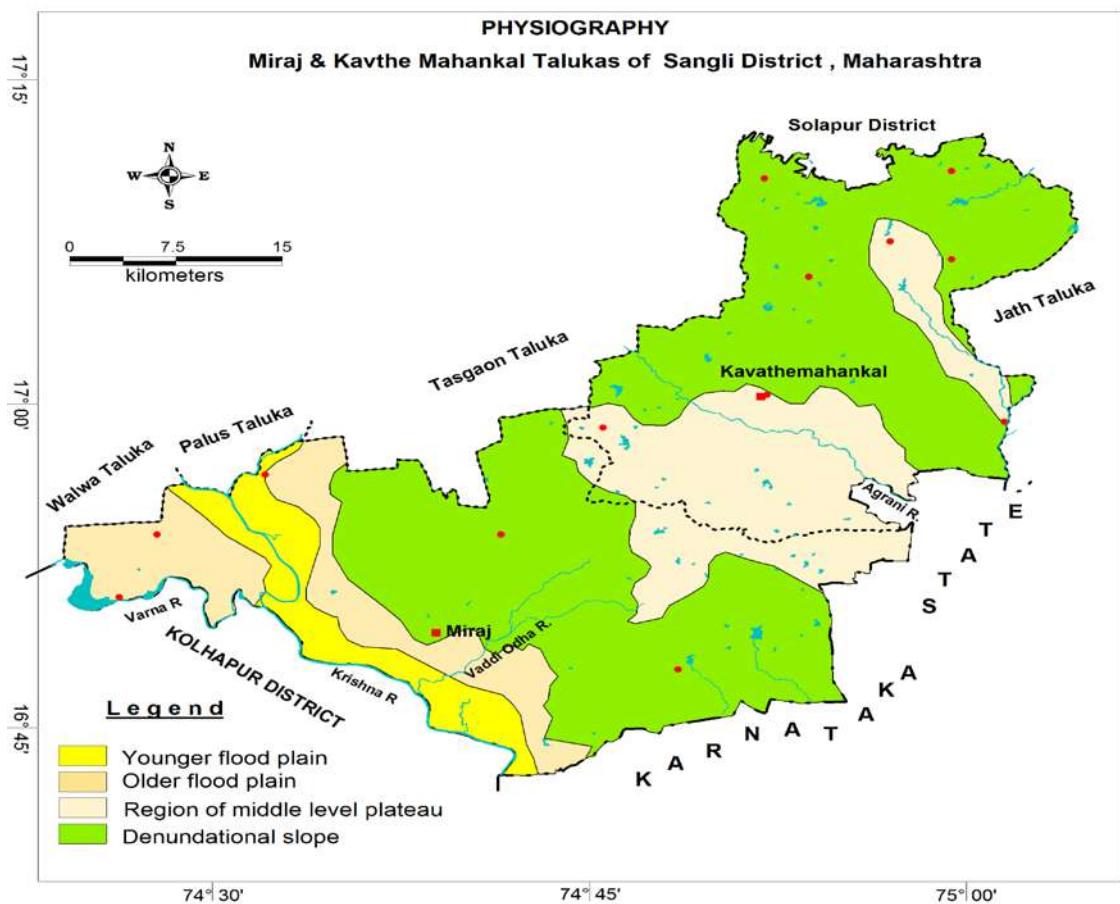 PHYSIOGRAPHY
Miraj & Kavthe Mahankal Talukas of Sangli District , Maharashtra
17° 15'
Solapur District
N
W E
S
0 7.5 15
kilometers
Jath Taluka
Tasgaon Taluka
Kavathemahankal
17° 00'
Palus Taluka
Walwa Taluka
Agrani R.
Varna R
Miraj
Vaddi Odha R.
KOLHAPUR DISTRICT
Krishna R
KARNATAKA STATE
16° 45'
Legend
Younger flood plain
Older flood plain
Region of middle level plateau
Denundational slope
74° 30' 74° 45' 75° 00'